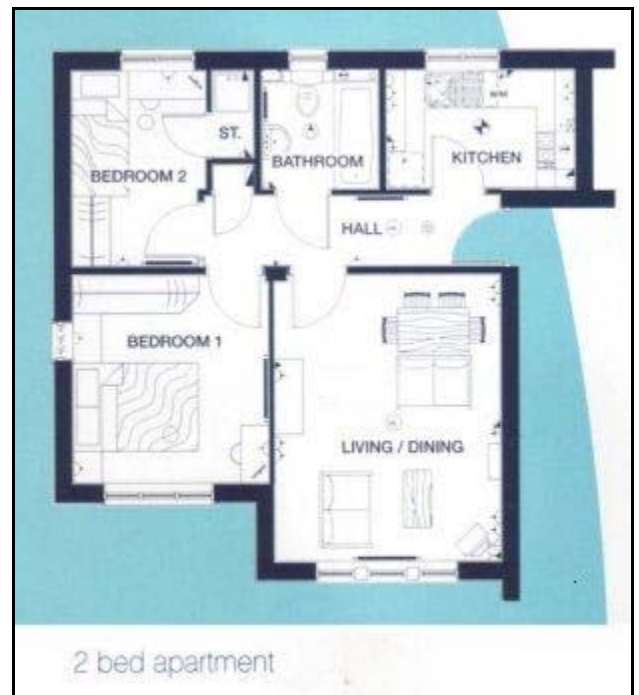 ST.
BATHROOM
KITCHEN
BEDROOM 2
HALL
BEDROOM 1
LIVING / DINING
2 bed apartment